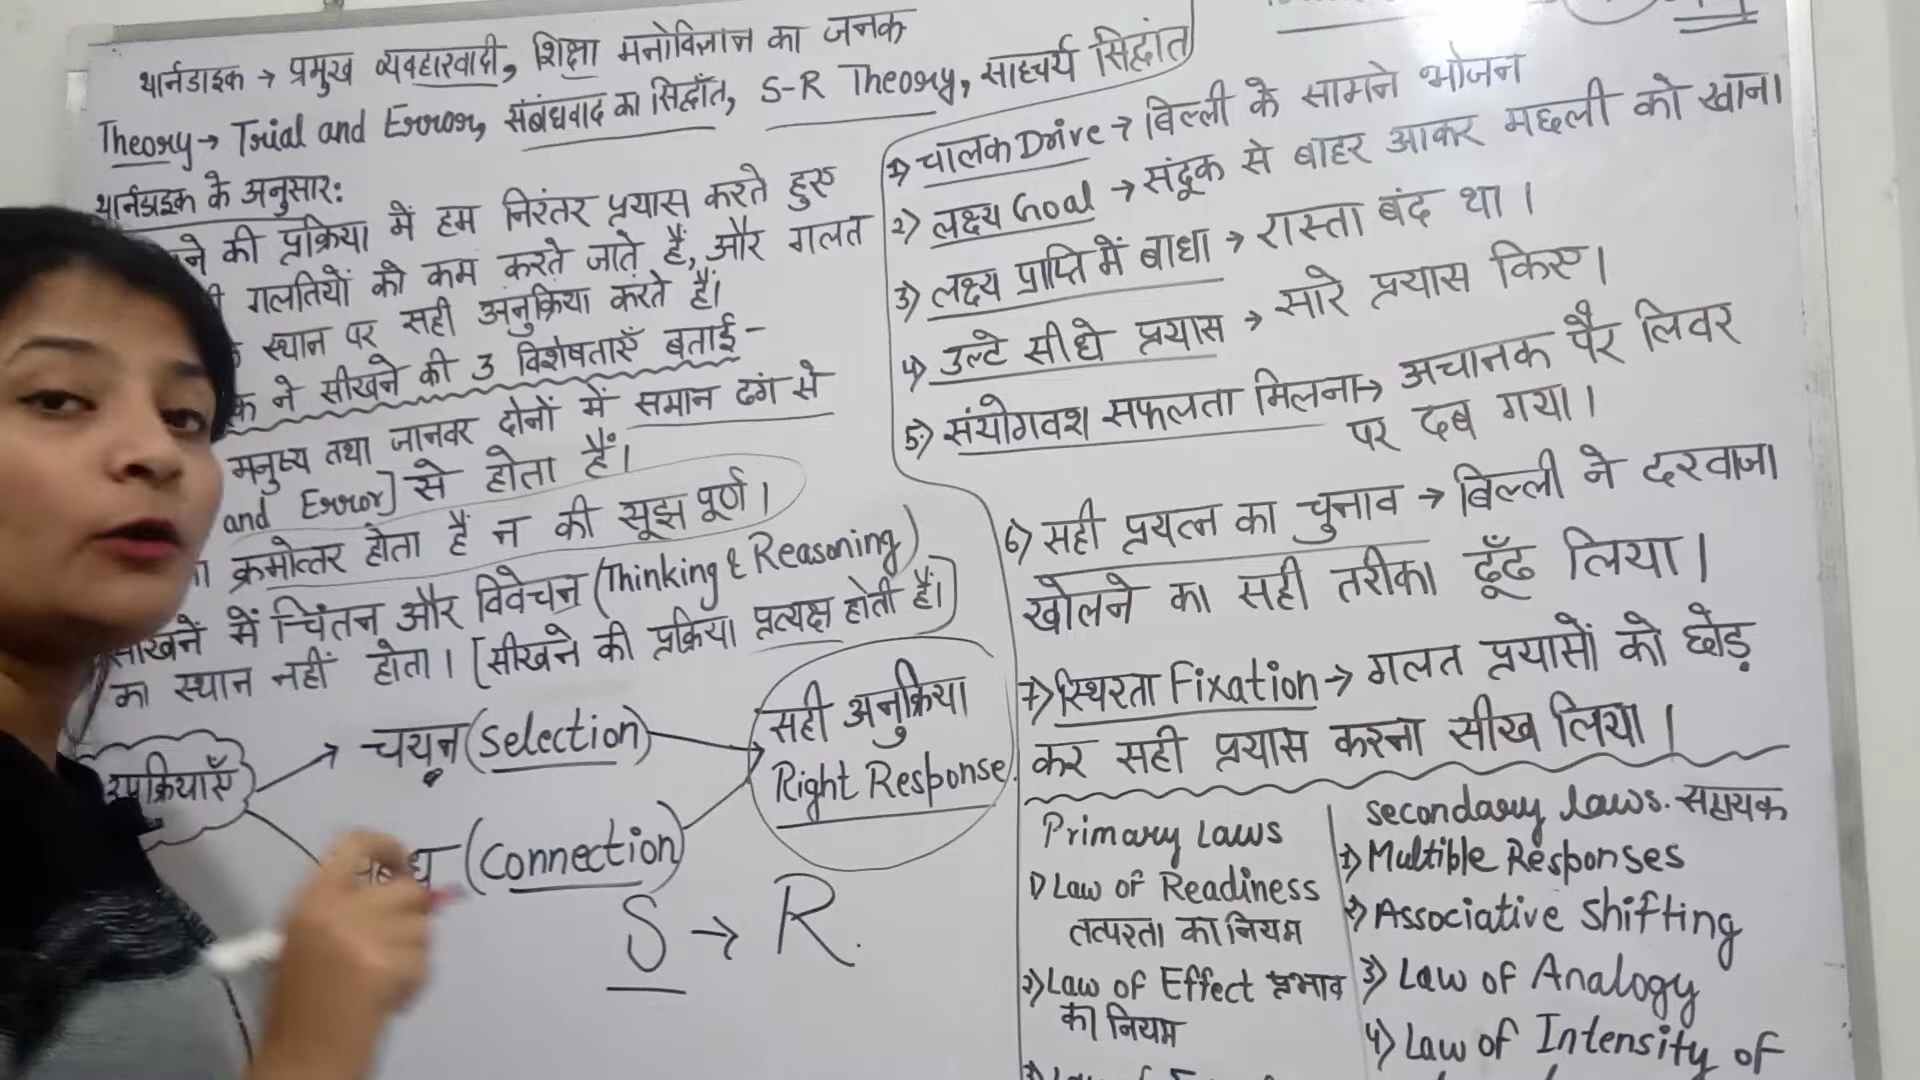 थार्नडाइक → प्रमुख व्यवहारवादी, शिक्षा मनोविज्ञान का जनक
Theory → Trial and Error, संबंधवाद का सिद्धाँत, S-R Theory, साहचर्य सिद्दांत
थार्नडाइक के अनुसार:
ने की प्रक्रिया में हम निरंतर प्रयास करते हुए
गलतियों को कम करते जाते हैं, और गलत
स्थान पर सही अनुक्रिया करते हैं।
क ने सीखने की 3 विशेषताएँ बताई-
मनुष्य तथा जानवर दोनों में समान ढंग से
and Error] से होता है।
क्रमोत्तर होता है न की सूझ पूर्ण।
सीखनें में चिंतन और विवेचन (Thinking & Reasoning)
का स्थान नहीं होता। [सीखने की प्रक्रिया प्रत्यक्ष होती है।]
उपक्रियाएँ
→ चयन (Selection)
ध (Connection)
सही अनुक्रिया
Right Response.
S → R.
1) चालक Drive → बिल्ली के सामने भोजन
2) लक्ष्य Goal → संदूक से बाहर आकर मछली को खाना
3) लक्ष्य प्राप्ति में बाधा → रास्ता बंद था।
4) उल्टे सीधे प्रयास → सारे प्रयास किए।
5) संयोगवश सफलता मिलना → अचानक पैर लिवर
पर दब गया।
6) सही प्रयत्न का चुनाव → बिल्ली ने दरवाजा
खोलने का सही तरीका ढूँढ लिया।
7) स्थिरता Fixation → गलत प्रयासों को छोड़
कर सही प्रयास करना सीख लिया।
Primary Laws
1) Law of Readiness
तत्परता का नियम
2) Law of Effect प्रभाव
का नियम
Secondary Laws. सहायक
1) Multible Responses
2) Associative Shifting
3) Law of Analogy
4) Law of Intensity of